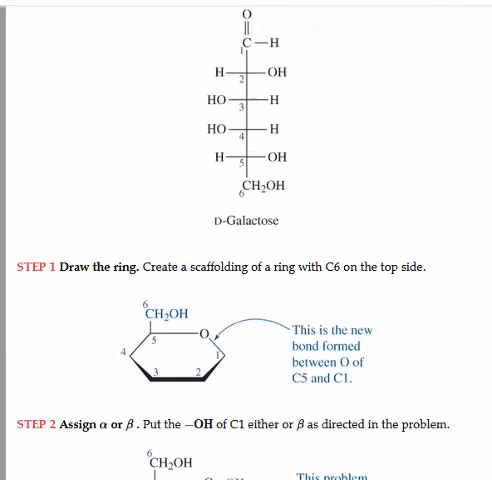 O
C–H
1
H OH
2
HO H
3
HO H
4
H OH
5
CH₂OH
6
D-Galactose
STEP 1 Draw the ring. Create a scaffolding of a ring with C6 on the top side.
6
CH₂OH
5 O
4 1
3 2
This is the new
bond formed
between O of
C5 and C1.
STEP 2 Assign α or β . Put the –OH of C1 either or β as directed in the problem.
6
CH₂OH
This problem